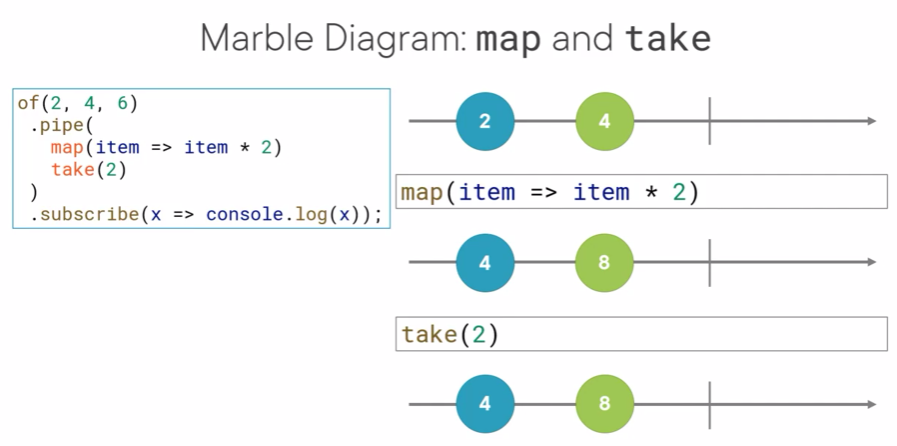 Marble Diagram: map and take
of(2, 4, 6)
.pipe(
map(item => item * 2)
take(2)
)
.subscribe(x => console.log(x));
2 4
map(item => item * 2)
4 8
take(2)
4 8